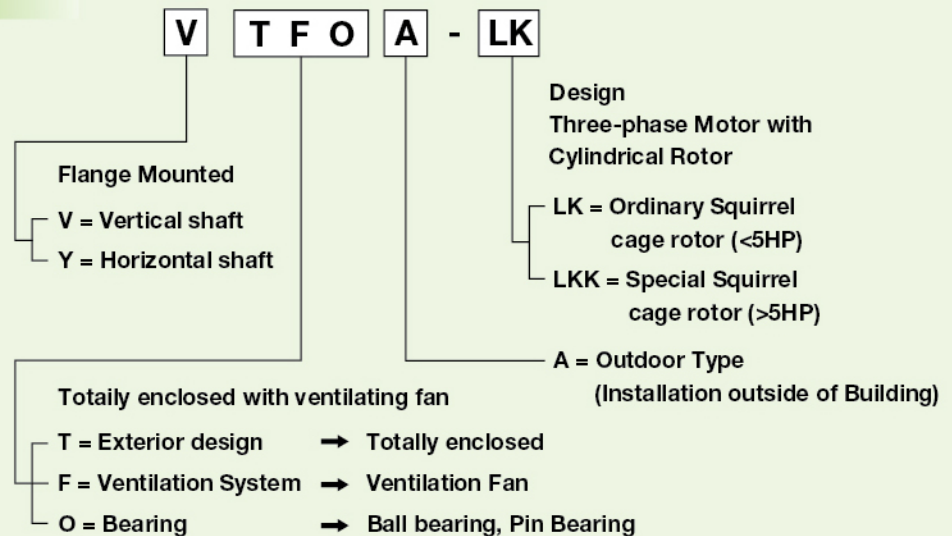 V TFO A - LK
Design
Three-phase Motor with
Cylindrical Rotor
Flange Mounted
V = Vertical shaft
Y = Horizontal shaft
LK = Ordinary Squirrel
cage rotor (<5HP)
LKK = Special Squirrel
cage rotor (>5HP)
A = Outdoor Type
(Installation outside of Building)
Totaily enclosed with ventilating fan
T = Exterior design → Totally enclosed
F = Ventilation System → Ventilation Fan
O = Bearing → Ball bearing, Pin Bearing